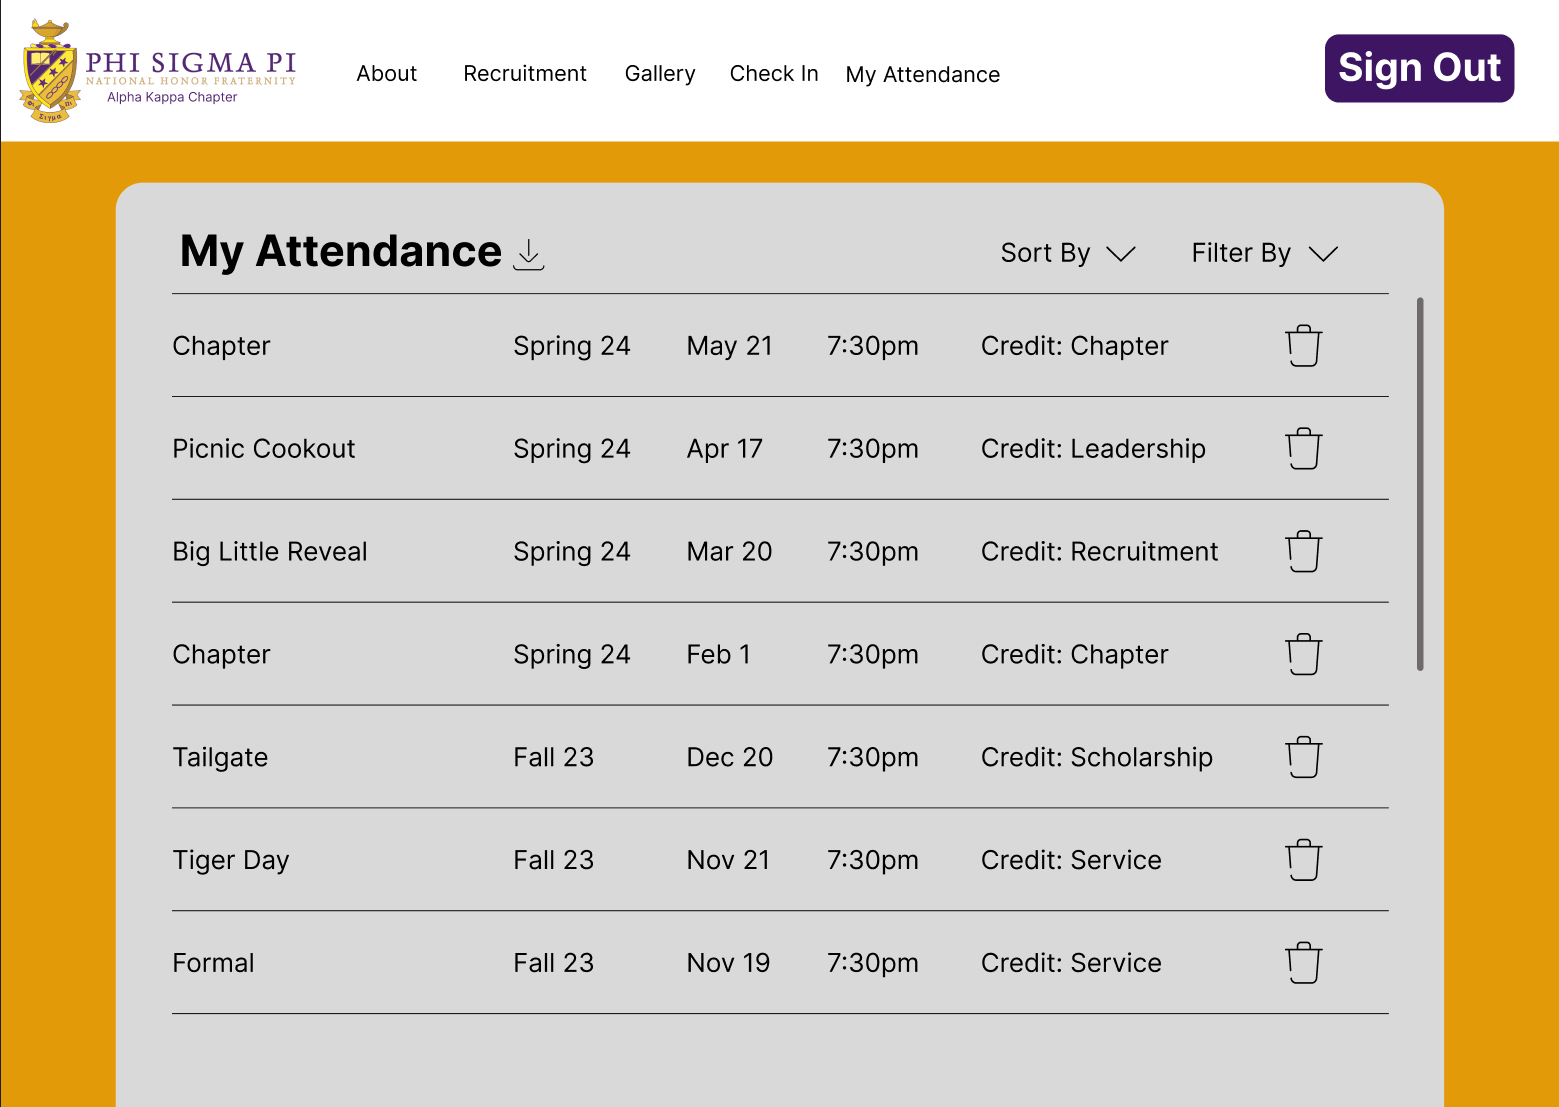 PHI SIGMA PI
NATIONAL HONOR FRATERNITY
Alpha Kappa Chapter
About Recruitment Gallery Check In My Attendance
Sign Out
My Attendance
Sort By Filter By
Chapter Spring 24 May 21 7:30pm Credit: Chapter
Picnic Cookout Spring 24 Apr 17 7:30pm Credit: Leadership
Big Little Reveal Spring 24 Mar 20 7:30pm Credit: Recruitment
Chapter Spring 24 Feb 1 7:30pm Credit: Chapter
Tailgate Fall 23 Dec 20 7:30pm Credit: Scholarship
Tiger Day Fall 23 Nov 21 7:30pm Credit: Service
Formal Fall 23 Nov 19 7:30pm Credit: Service